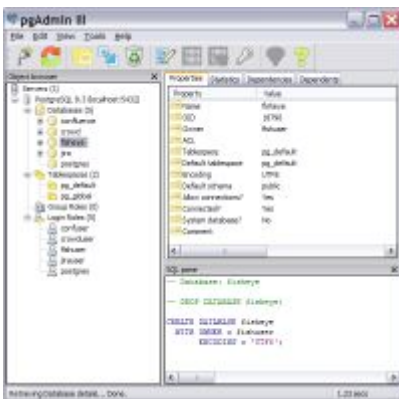 pgAdmin III
File Edit View Tools Help
Object browser
Properties Statistics Dependencies Dependents
Servers (1)
PostgreSQL 8.3 (localhost:5432)
Databases (5)
confluence
crowd
fisheye
jira
postgres
Tablespaces (2)
pg_default
pg_global
Group Roles (0)
Login Roles (5)
confuser
crowduser
fishuser
jirauser
postgres
Property Value
Name fisheye
OID 16760
Owner fishuser
ACL
Tablespace pg_default
Default tablespace pg_default
Encoding UTF8
Default schema public
Allow connections? Yes
Connected? Yes
System database? No
Comment
SQL pane
-- Database: fisheye
-- DROP DATABASE fisheye;
CREATE DATABASE fisheye
WITH OWNER = fishuser
ENCODING = 'UTF8';
Retrieving Database details... Done.
1.23 secs